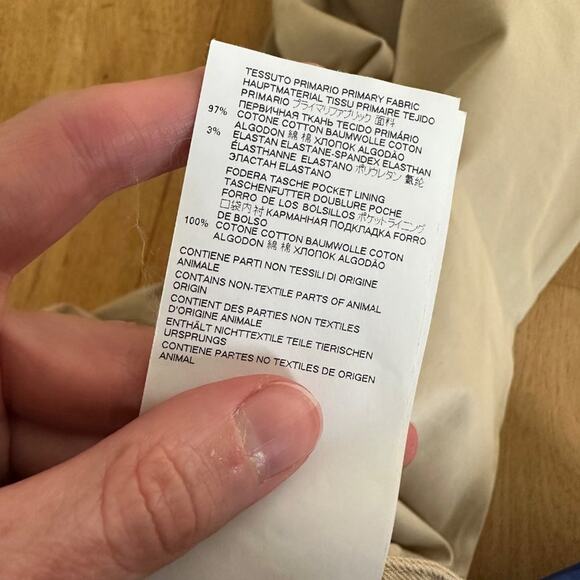 TESSUTO PRIMARIO PRIMARY FABRIC
HAUPTMATERIAL TISSU PRIMAIRE TEJIDO
PRIMARIO プライマリファブリック 面料
ПЕРВИЧНАЯ ТКАНЬ TECIDO PRIMÁRIO
97% COTONE COTTON BAUMWOLLE COTON
ALGODON 綿 棉 ХЛОПОК ALGODÃO
3% ELASTAN ELASTANE-SPANDEX ELASTHAN
ÉLASTHANNE ELASTANO ポリウレタン 氨纶
ЭЛАСТАН ELASTANO
FODERA TASCHE POCKET LINING
TASCHENFUTTER DOUBLURE POCHE
FORRO DE LOS BOLSILLOS ポケットライニング
口袋内衬 КАРМАННАЯ ПОДКЛАДКА FORRO
DE BOLSO
100% COTONE COTTON BAUMWOLLE COTON
ALGODON 綿 棉 ХЛОПОК ALGODÃO
CONTIENE PARTI NON TESSILI DI ORIGINE
ANIMALE
CONTAINS NON-TEXTILE PARTS OF ANIMAL
ORIGIN
CONTIENT DES PARTIES NON TEXTILES
D'ORIGINE ANIMALE
ENTHÄLT NICHTTEXTILE TEILE TIERISCHEN
URSPRUNGS
CONTIENE PARTES NO TEXTILES DE ORIGEN
ANIMAL